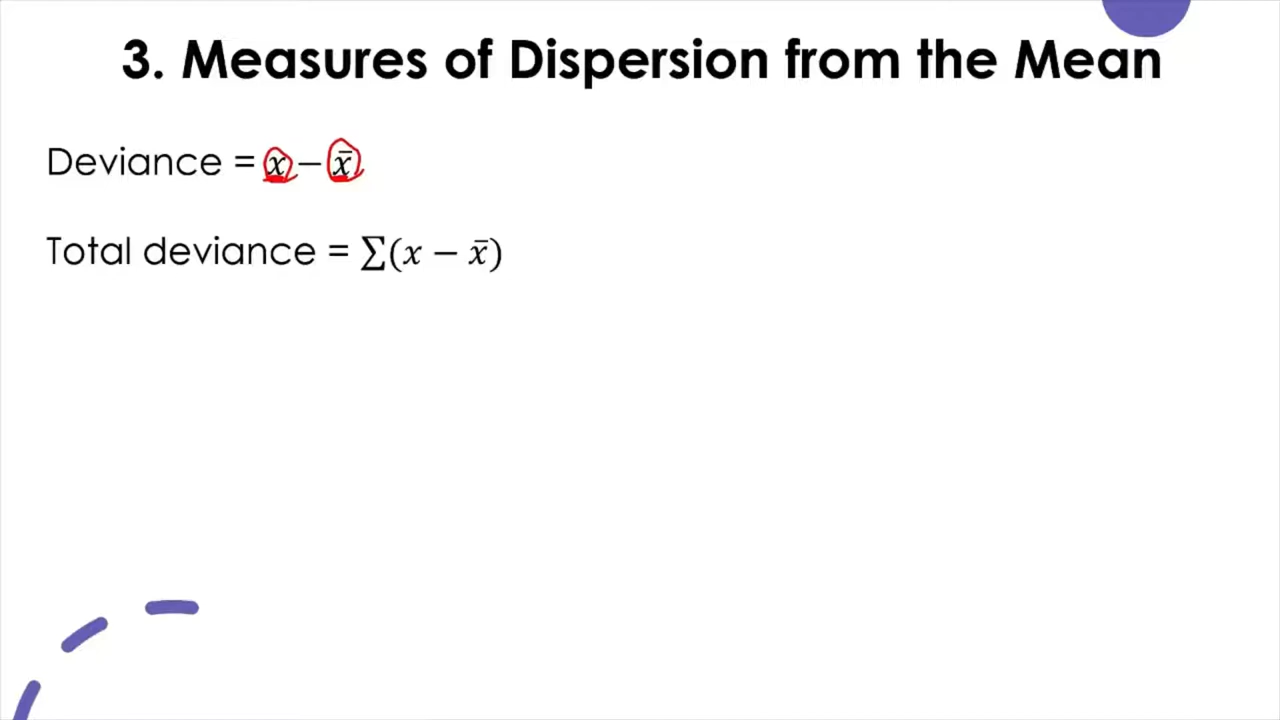 3. Measures of Dispersion from the Mean
Deviance = x − x̄
Total deviance = ∑(x − x̄)